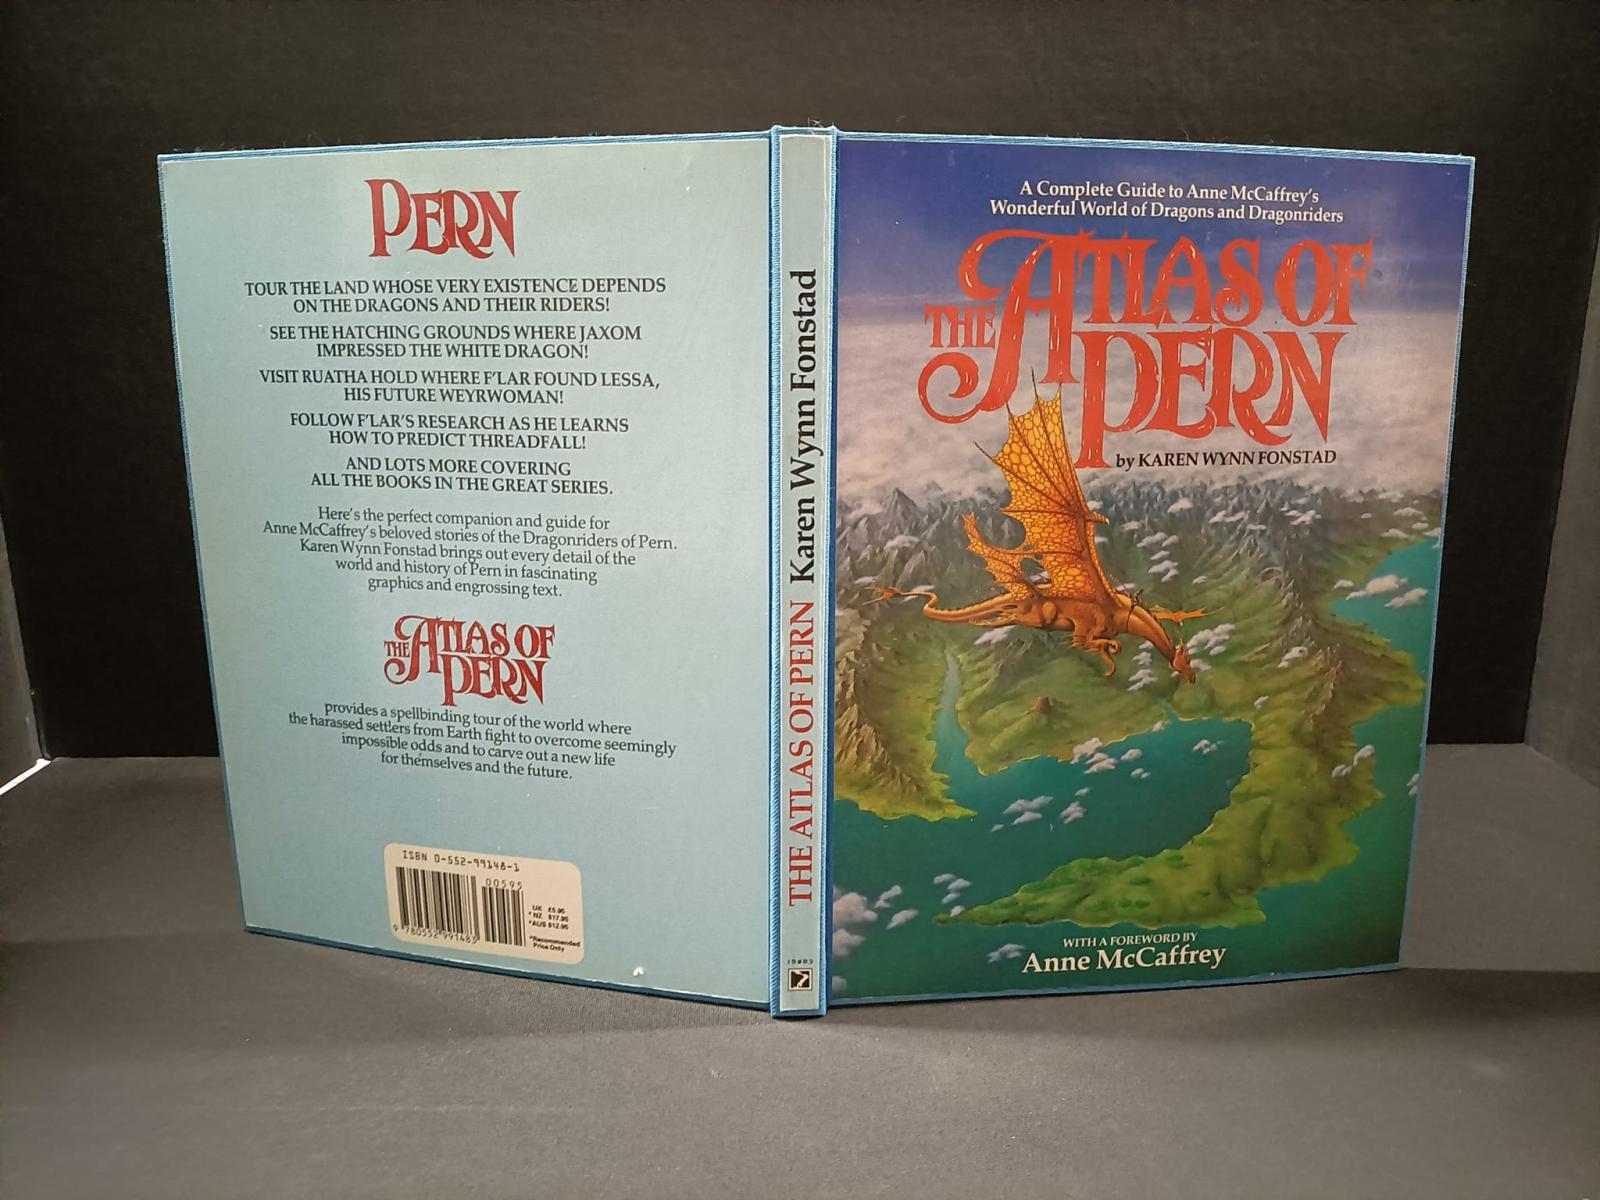 PERN
TOUR THE LAND WHOSE VERY EXISTENCE DEPENDS
ON THE DRAGONS AND THEIR RIDERS!
SEE THE HATCHING GROUNDS WHERE JAXOM
IMPRESSED THE WHITE DRAGON!
VISIT RUATHA HOLD WHERE F'LAR FOUND LESSA,
HIS FUTURE WEYRWOMAN!
FOLLOW F'LAR'S RESEARCH AS HE LEARNS
HOW TO PREDICT THREADFALL!
AND LOTS MORE COVERING
ALL THE BOOKS IN THE GREAT SERIES.
Here's the perfect companion and guide for
Anne McCaffrey's beloved stories of the Dragonriders of Pern.
Karen Wynn Fonstad brings out every detail of the
world and history of Pern in fascinating
graphics and engrossing text.
THE ATLAS OF
PERN
provides a spellbinding tour of the world where
the harassed settlers from Earth fight to overcome seemingly
impossible odds and to carve out a new life
for themselves and the future.
ISBN 0-552-99148-1
00595
9 780552 991483
UK £5.95
*NZ $17.95
*AUS $12.95
*Recommended
Price Only
THE ATLAS OF PERN Karen Wynn Fonstad
CORGI
A Complete Guide to Anne McCaffrey's
Wonderful World of Dragons and Dragonriders
THE ATLAS OF
PERN
by KAREN WYNN FONSTAD
WITH A FOREWORD BY
Anne McCaffrey